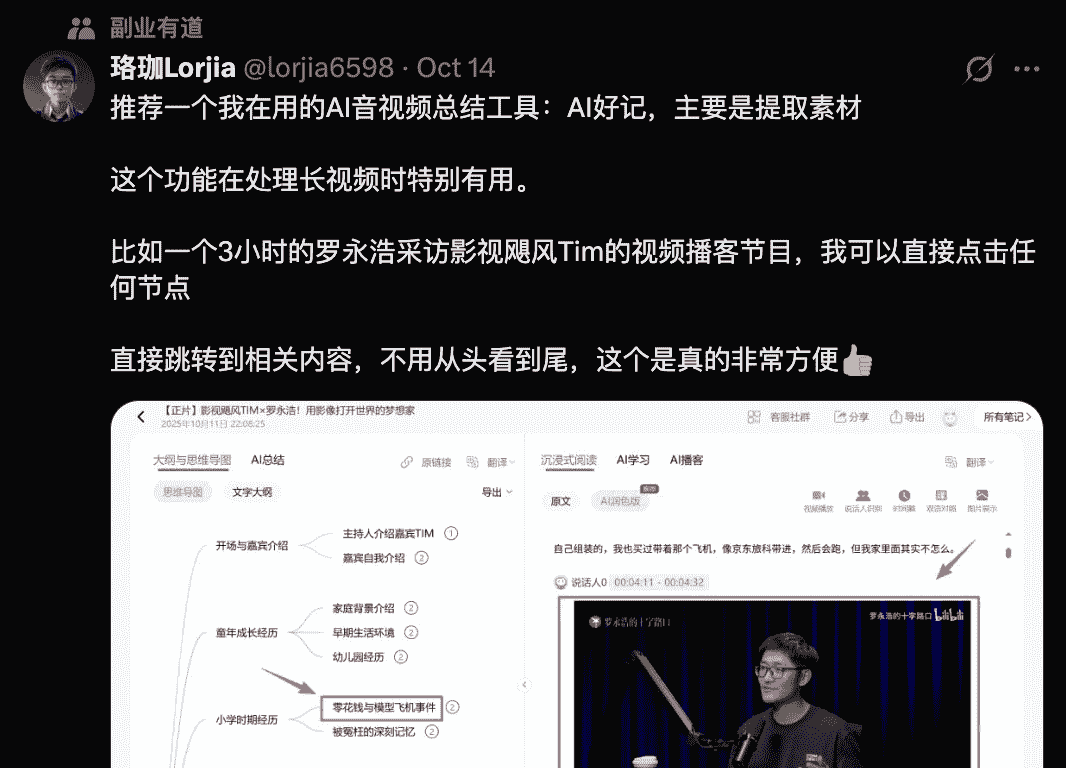 副业有道
珞珈Lorjia @lorjia6598 · Oct 14
推荐一个我在用的AI音视频总结工具：AI好记，主要是提取素材
这个功能在处理长视频时特别有用。
比如一个3小时的罗永浩采访影视飓风Tim的视频播客节目，我可以直接点击任
何节点
直接跳转到相关内容，不用从头看到尾，这个是真的非常方便👍
【正片】影视飓风TIM×罗永浩！用影像打开世界的梦想家
2025年10月11日 22:06:25
客服社群 分享 导出 所有笔记
大纲与思维导图 AI总结 原链接 翻译
思维导图 文字大纲 导出
开场与嘉宾介绍
主持人介绍嘉宾TIM 1
嘉宾自我介绍 2
童年成长经历
家庭背景介绍 2
早期生活环境 2
幼儿园经历 2
小学时期经历
零花钱与模型飞机事件 2
被冤枉的深刻记忆 2
沉浸式阅读 AI学习 AI播客 翻译
原文 AI润色版
视频播放 说话人识别 时间戳 双语对照 图片展示
自己组装的，我也买过带着那个飞机，像京东旅科带进，然后会跑，但我家里面其实不怎么。
说话人0 00:04:11 - 00:04:32
罗永浩的十字路口
罗永浩的十字路口 bilibili